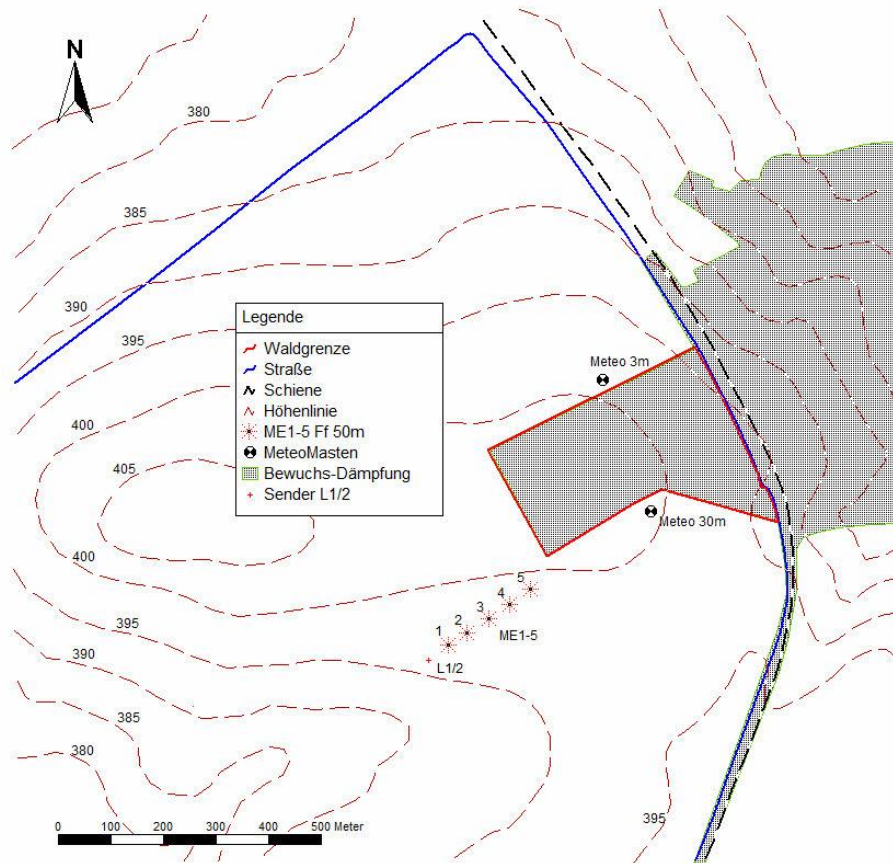 N
380
385
390
395
400
405
400
395
390
385
380
395
Legende
Waldgrenze
Straße
Schiene
Höhenlinie
ME1-5 Ff 50m
MeteoMasten
Bewuchs-Dämpfung
Sender L1/2
Meteo 3m
Meteo 30m
5
4
3
2
1
ME1-5
L1/2
0 100 200 300 400 500 Meter